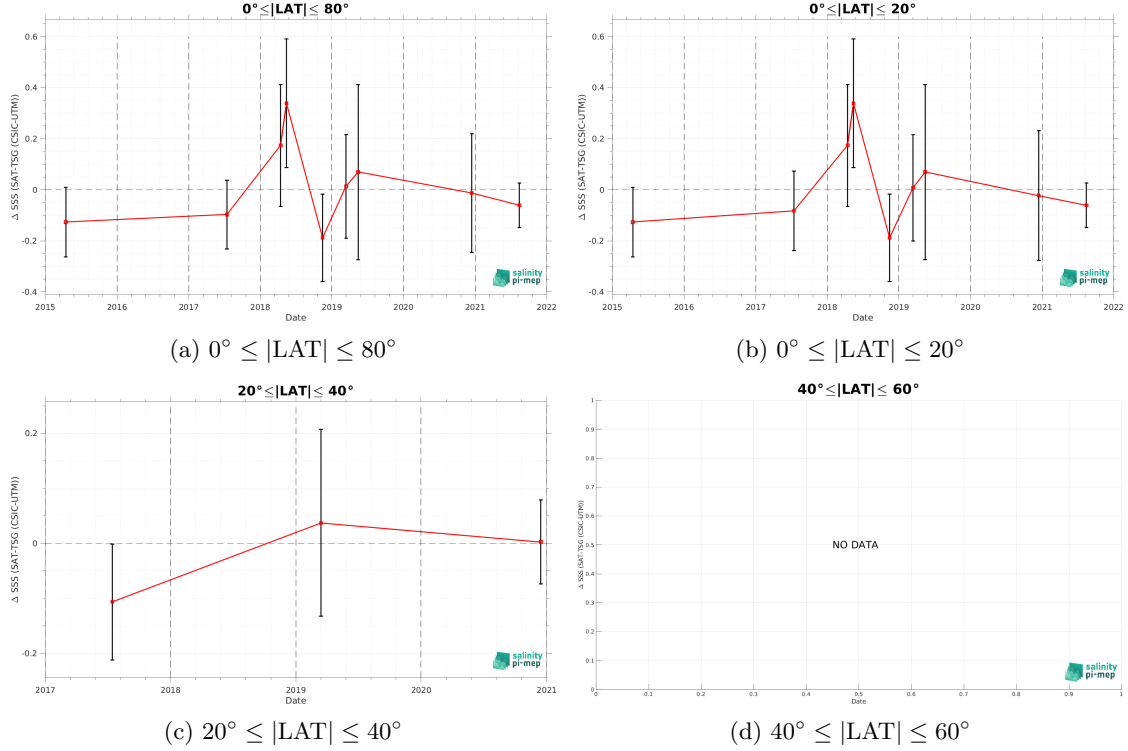 0°≤|LAT|≤ 80°
Δ SSS (SAT-TSG (CSIC-UTM))
0.6
0.4
0.2
0
-0.2
-0.4
2015 2016 2017 2018 2019 2020 2021 2022
Date
salinity
pi-mep
(a) 0° ≤ |LAT| ≤ 80°
0°≤|LAT|≤ 20°
Δ SSS (SAT-TSG (CSIC-UTM))
0.6
0.4
0.2
0
-0.2
-0.4
2015 2016 2017 2018 2019 2020 2021 2022
Date
salinity
pi-mep
(b) 0° ≤ |LAT| ≤ 20°
20°≤|LAT|≤ 40°
Δ SSS (SAT-TSG (CSIC-UTM))
0.2
0
-0.2
2017 2018 2019 2020 2021
Date
salinity
pi-mep
(c) 20° ≤ |LAT| ≤ 40°
40°≤|LAT|≤ 60°
Δ SSS (SAT-TSG (CSIC-UTM))
1
0.9
0.8
0.7
0.6
0.5
0.4
0.3
0.2
0.1
0
NO DATA
0 0.1 0.2 0.3 0.4 0.5 0.6 0.7 0.8 0.9 1
Date
salinity
pi-mep
(d) 40° ≤ |LAT| ≤ 60°